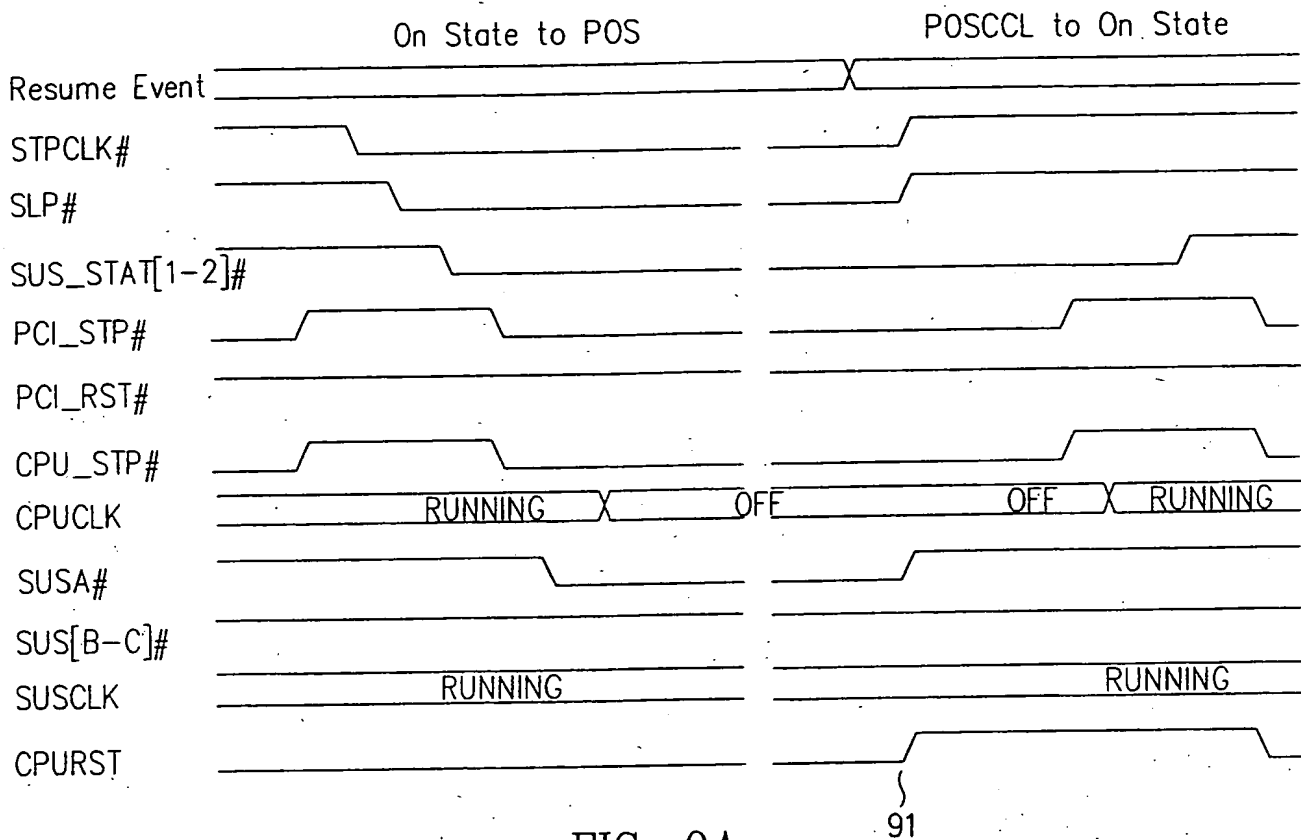 On State to POS POSCCL to On State
Resume Event
STPCLK#
SLP#
SUS_STAT[1-2]#
PCI_STP#
PCI_RST#
CPU_STP#
CPUCLK RUNNING OFF OFF RUNNING
SUSA#
SUS[B-C]#
SUSCLK RUNNING RUNNING
CPURST
91